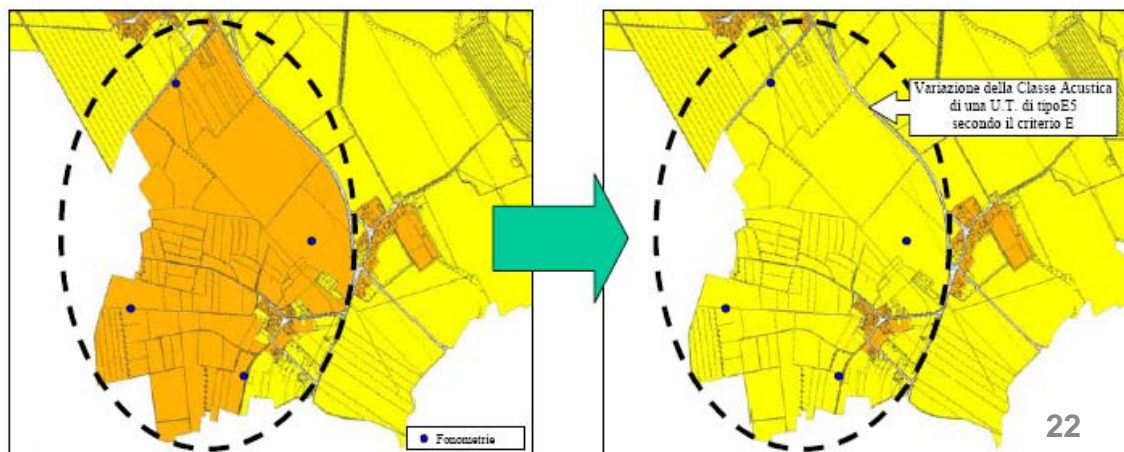 Variazione della Classe Acustica
di una U.T. di tipoE5
secondo il criterio E
Fonometrie
22